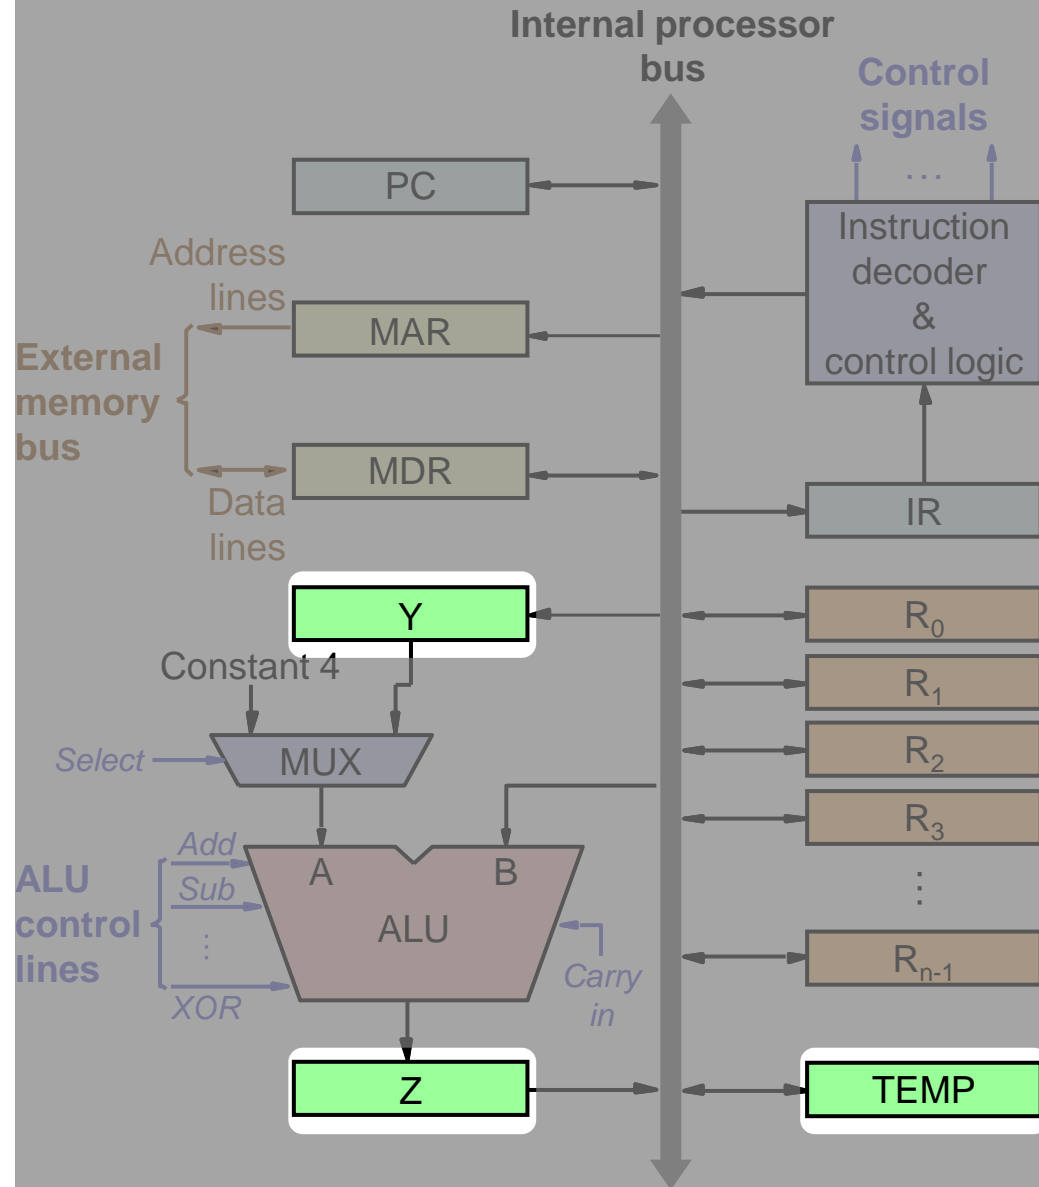 Internal processor
bus
Control
signals
...
PC
Instruction
decoder
&
control logic
Address
lines
MAR
External
memory
bus
MDR
Data
lines
IR
Y
R0
Constant 4
R1
MUX
Select
R2
R3
Add
A
B
ALU
control
lines
Sub
ALU
⋮
⋮
XOR
Carry
in
Rn-1
Z
TEMP